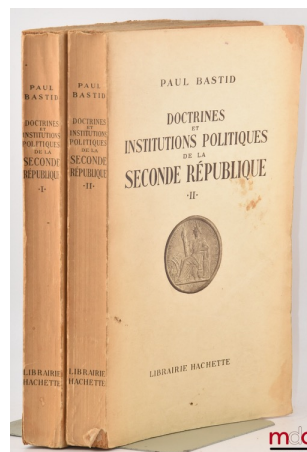 PAUL
BASTID
DOCTRINES
ET
INSTITUTIONS
POLITIQUES
DE LA
SECONDE
RÉPUBLIQUE
·I·
LIBRAIRIE
HACHETTE
PAUL
BASTID
DOCTRINES
ET
INSTITUTIONS
POLITIQUES
DE LA
SECONDE
RÉPUBLIQUE
·II·
LIBRAIRIE
HACHETTE
PAUL BASTID
DOCTRINES
ET
INSTITUTIONS POLITIQUES
DE LA
SECONDE RÉPUBLIQUE
·II·
LIBRAIRIE HACHETTE